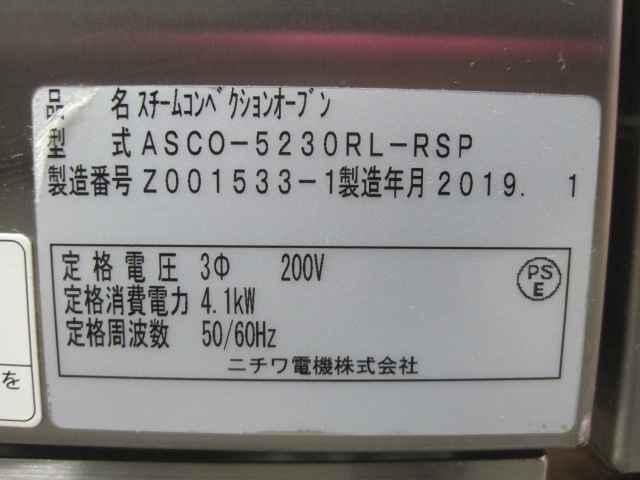 品 名 スチームコンベクションオーブン
型 式 ASCO-5230RL-RSP
製造番号 Z001533-1 製造年月 2019. 1
定格電圧 3Φ 200V
定格消費電力 4.1kW
定格周波数 50/60Hz
PS
E
ニチワ電機株式会社
を